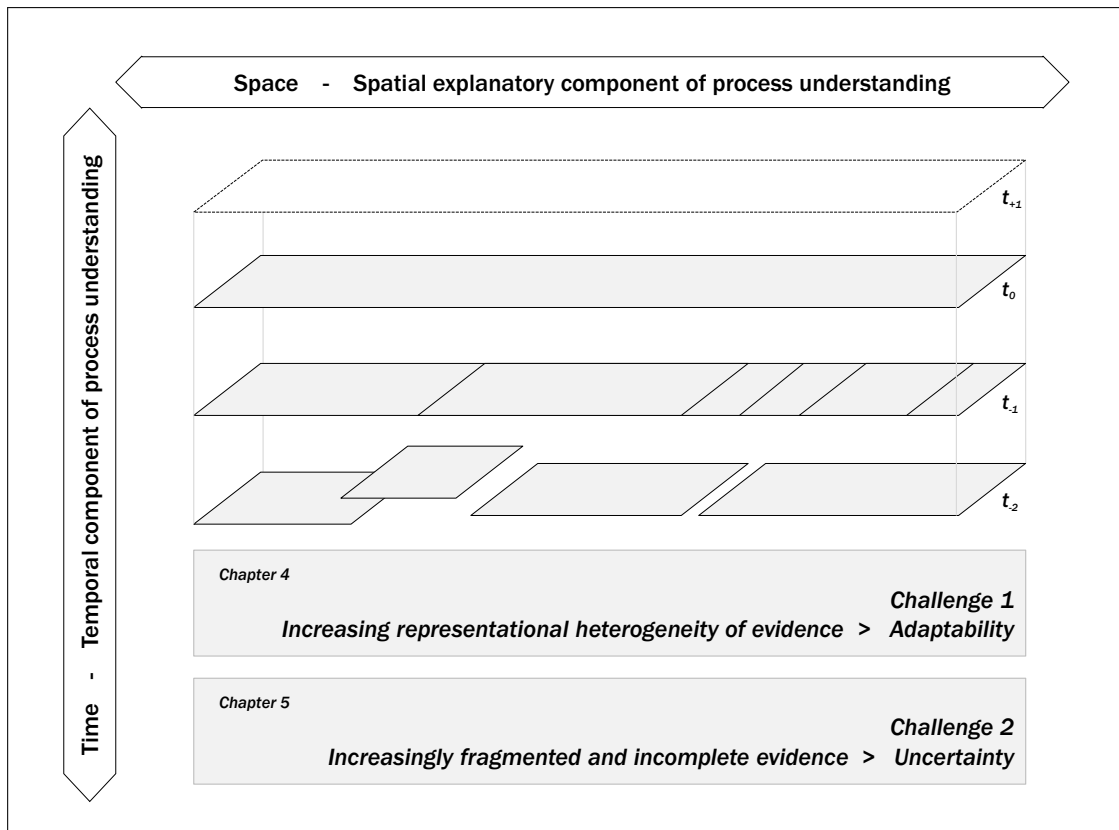 Space - Spatial explanatory component of process understanding
Time - Temporal component of process understanding
t+1
t0
t-1
t-2
Chapter 4
Challenge 1
Increasing representational heterogeneity of evidence > Adaptability
Chapter 5
Challenge 2
Increasingly fragmented and incomplete evidence > Uncertainty